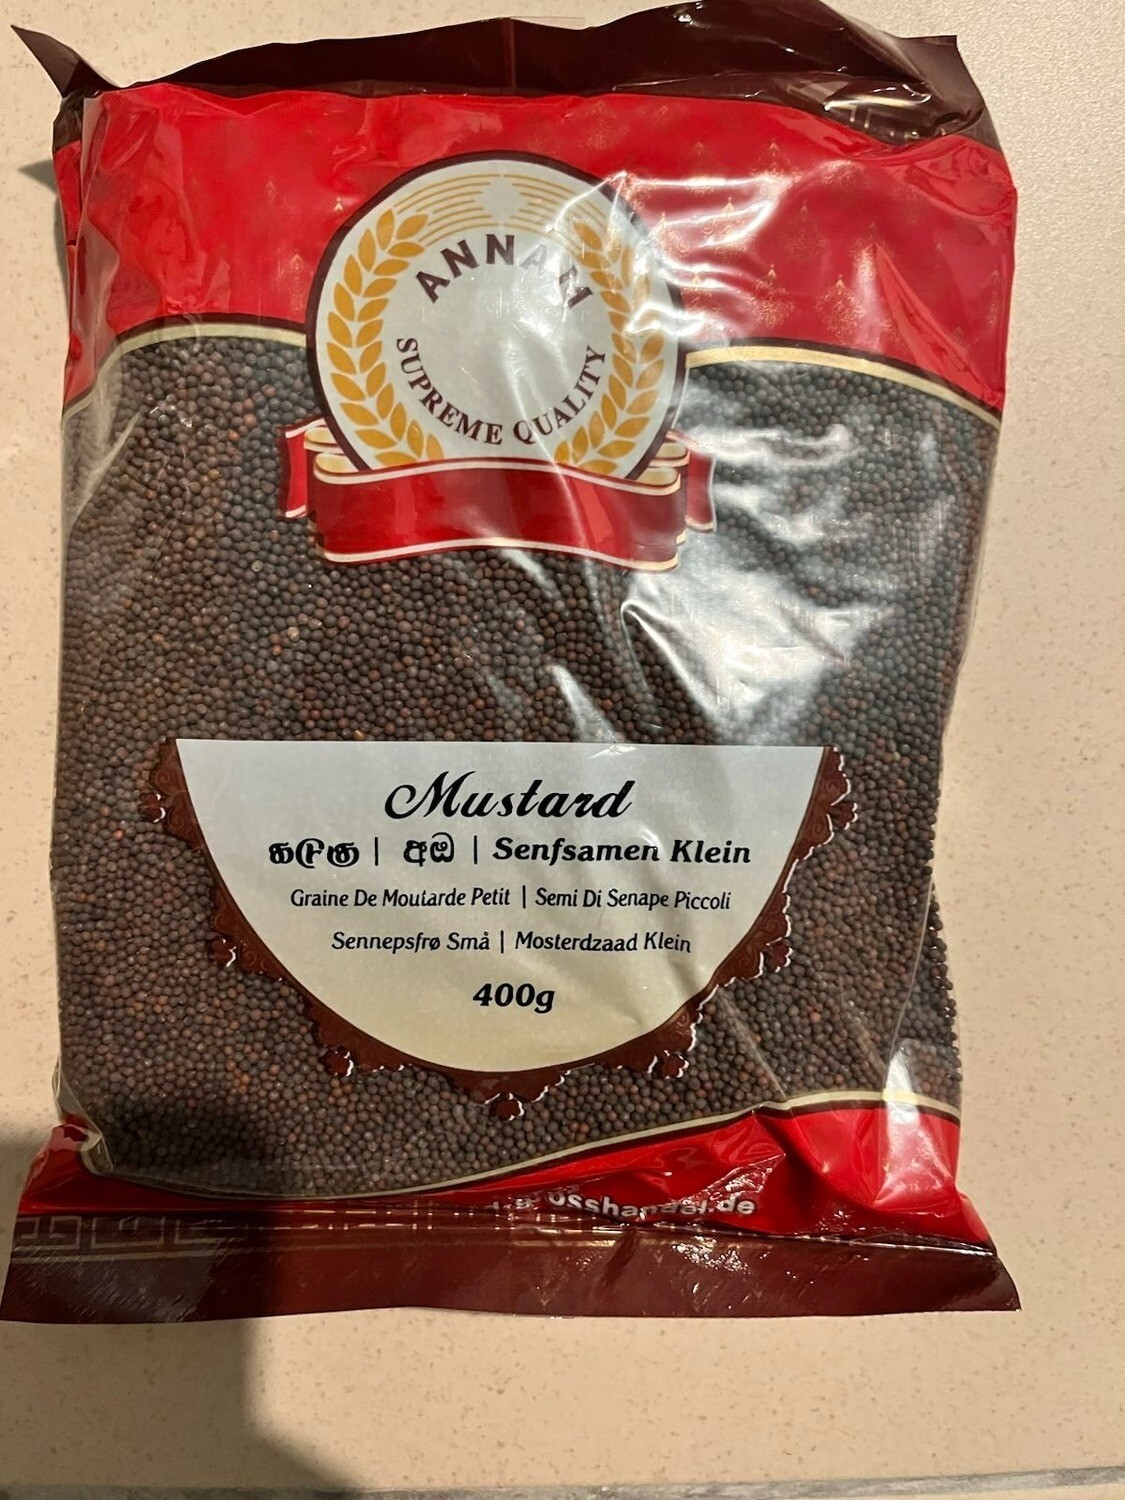 ANNAM
SUPREME QUALITY
Mustard
கடுகு | අබ | Senfsamen Klein
Graine De Moutarde Petit | Semi Di Senape Piccoli
Sennepsfrø Små | Mosterdzaad Klein
400g